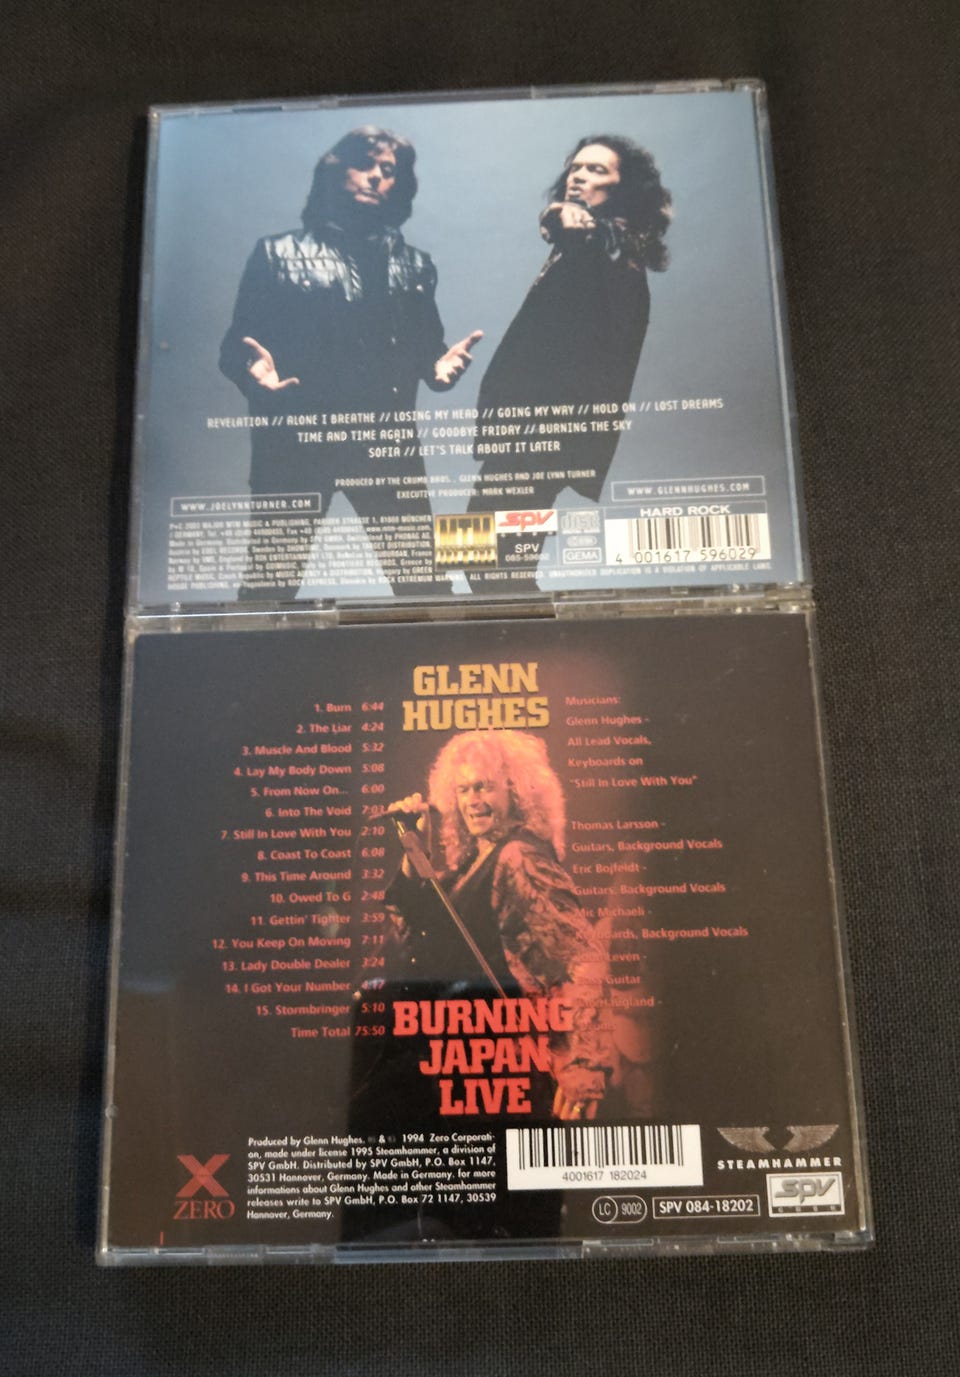 REVELATION // ALONE I BREATHE // LOSING MY HEAD // GOING MY WAY // HOLD ON // LOST DREAMS
TIME AND TIME AGAIN // GOODBYE FRIDAY // BURNING THE SKY
SOFIA // LET'S TALK ABOUT IT LATER
PRODUCED BY THE CRUMB BROS., GLENN HUGHES AND JOE LYNN TURNER
EXECUTIVE PRODUCER: MARK WEXLER
WWW.JOELYNNTURNER.COM
WWW.GLENNHUGHES.COM
MTM
SPV
SPV
085-59602
GEMA
HARD ROCK
4 001617 596029
GLENN
HUGHES
1. Burn 6:44
2. The Liar 4:24
3. Muscle And Blood 5:32
4. Lay My Body Down 5:08
5. From Now On... 6:00
6. Into The Void 7:03
7. Still In Love With You 2:10
8. Coast To Coast 6:08
9. This Time Around 3:32
10. Owed To G 2:48
11. Gettin' Tighter 3:59
12. You Keep On Moving 7:11
13. Lady Double Dealer 3:24
14. I Got Your Number 4:17
15. Stormbringer 5:10
Time Total 75:50
Musicians:
Glenn Hughes -
All Lead Vocals,
Keyboards on
"Still In Love With You"
Thomas Larsson -
Guitars, Background Vocals
Eric Bojfeldt -
Guitars, Background Vocals
Mic Michaeli -
Keyboards, Background Vocals
Leven -
Guitar
BURNING
JAPAN
LIVE
X
ZERO
Produced by Glenn Hughes. ℗ & © 1994 Zero Corporati-
on, made under license 1995 Steamhammer, a division of
SPV GmbH. Distributed by SPV GmbH, P.O. Box 1147,
30531 Hannover, Germany. Made in Germany. for more
informations about Glenn Hughes and other Steamhammer
releases write to SPV GmbH, P.O. Box 72 1147, 30539
Hannover, Germany.
4001617 182024
LC 9002
SPV 084-18202
STEAMHAMMER
SPV